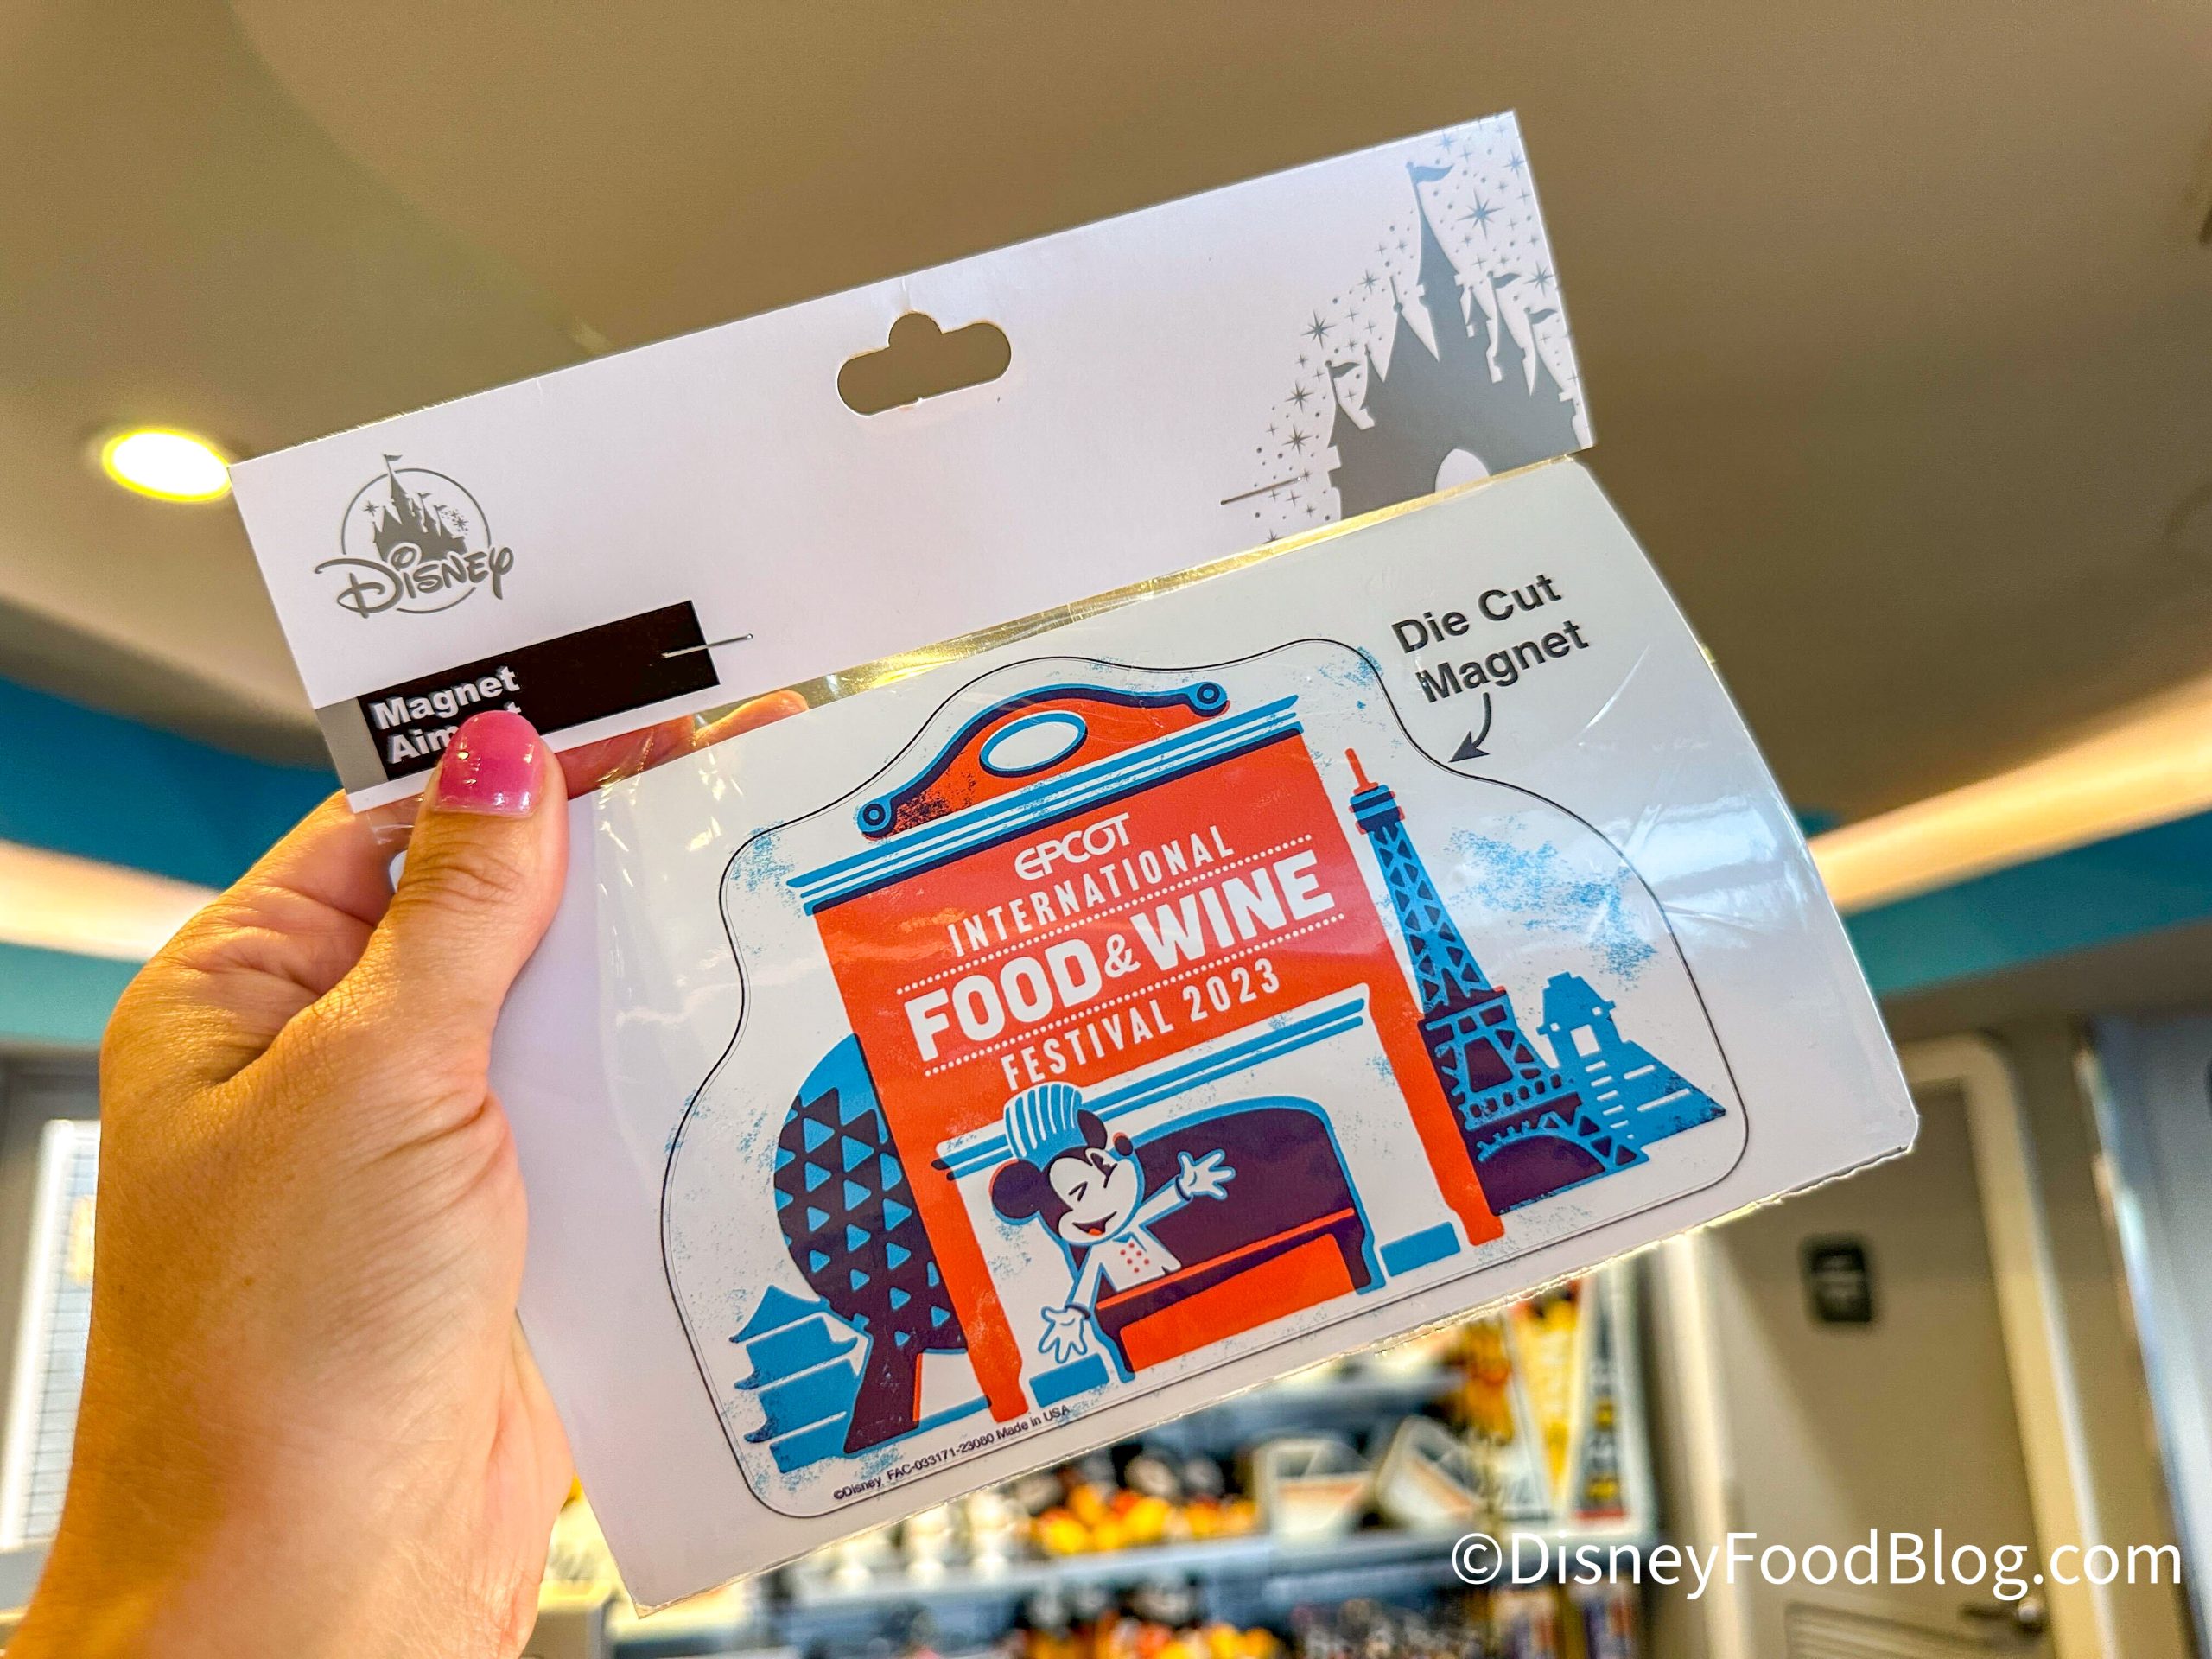 Disney
Magnet
Die Cut
Magnet
EPCOT
INTERNATIONAL
FOOD & WINE
FESTIVAL 2023
©Disney FAC-033171-23080 Made in USA
©DisneyFoodBlog.com